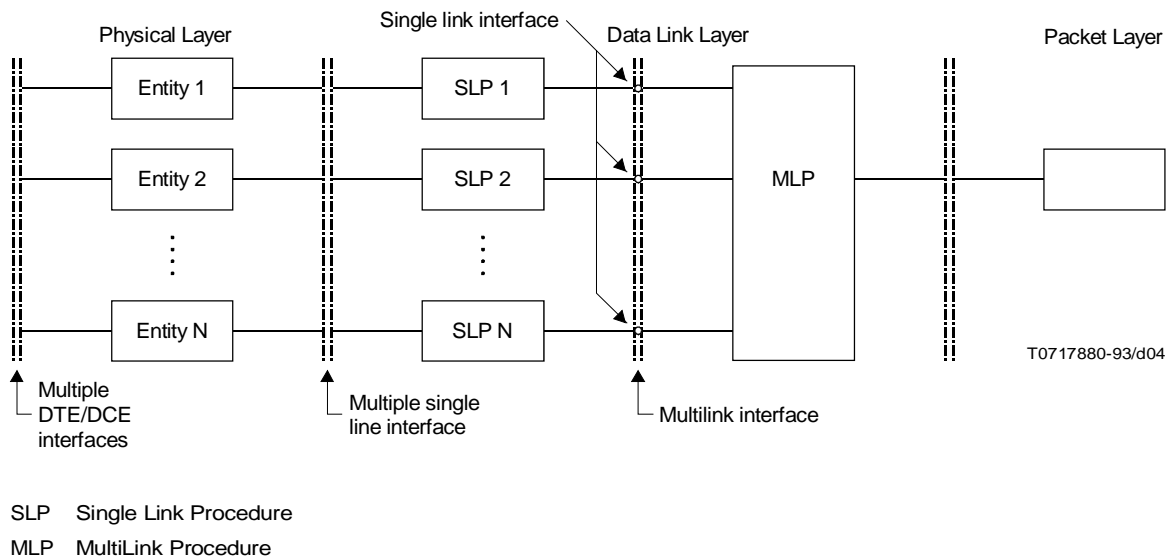 Single link interface
Physical Layer
Data Link Layer
Packet Layer
Entity 1
SLP 1
Entity 2
SLP 2
MLP
Entity N
SLP N
T0717880-93/d04
Multiple
DTE/DCE
interfaces
Multiple single
line interface
Multilink interface
SLP Single Link Procedure
MLP MultiLink Procedure